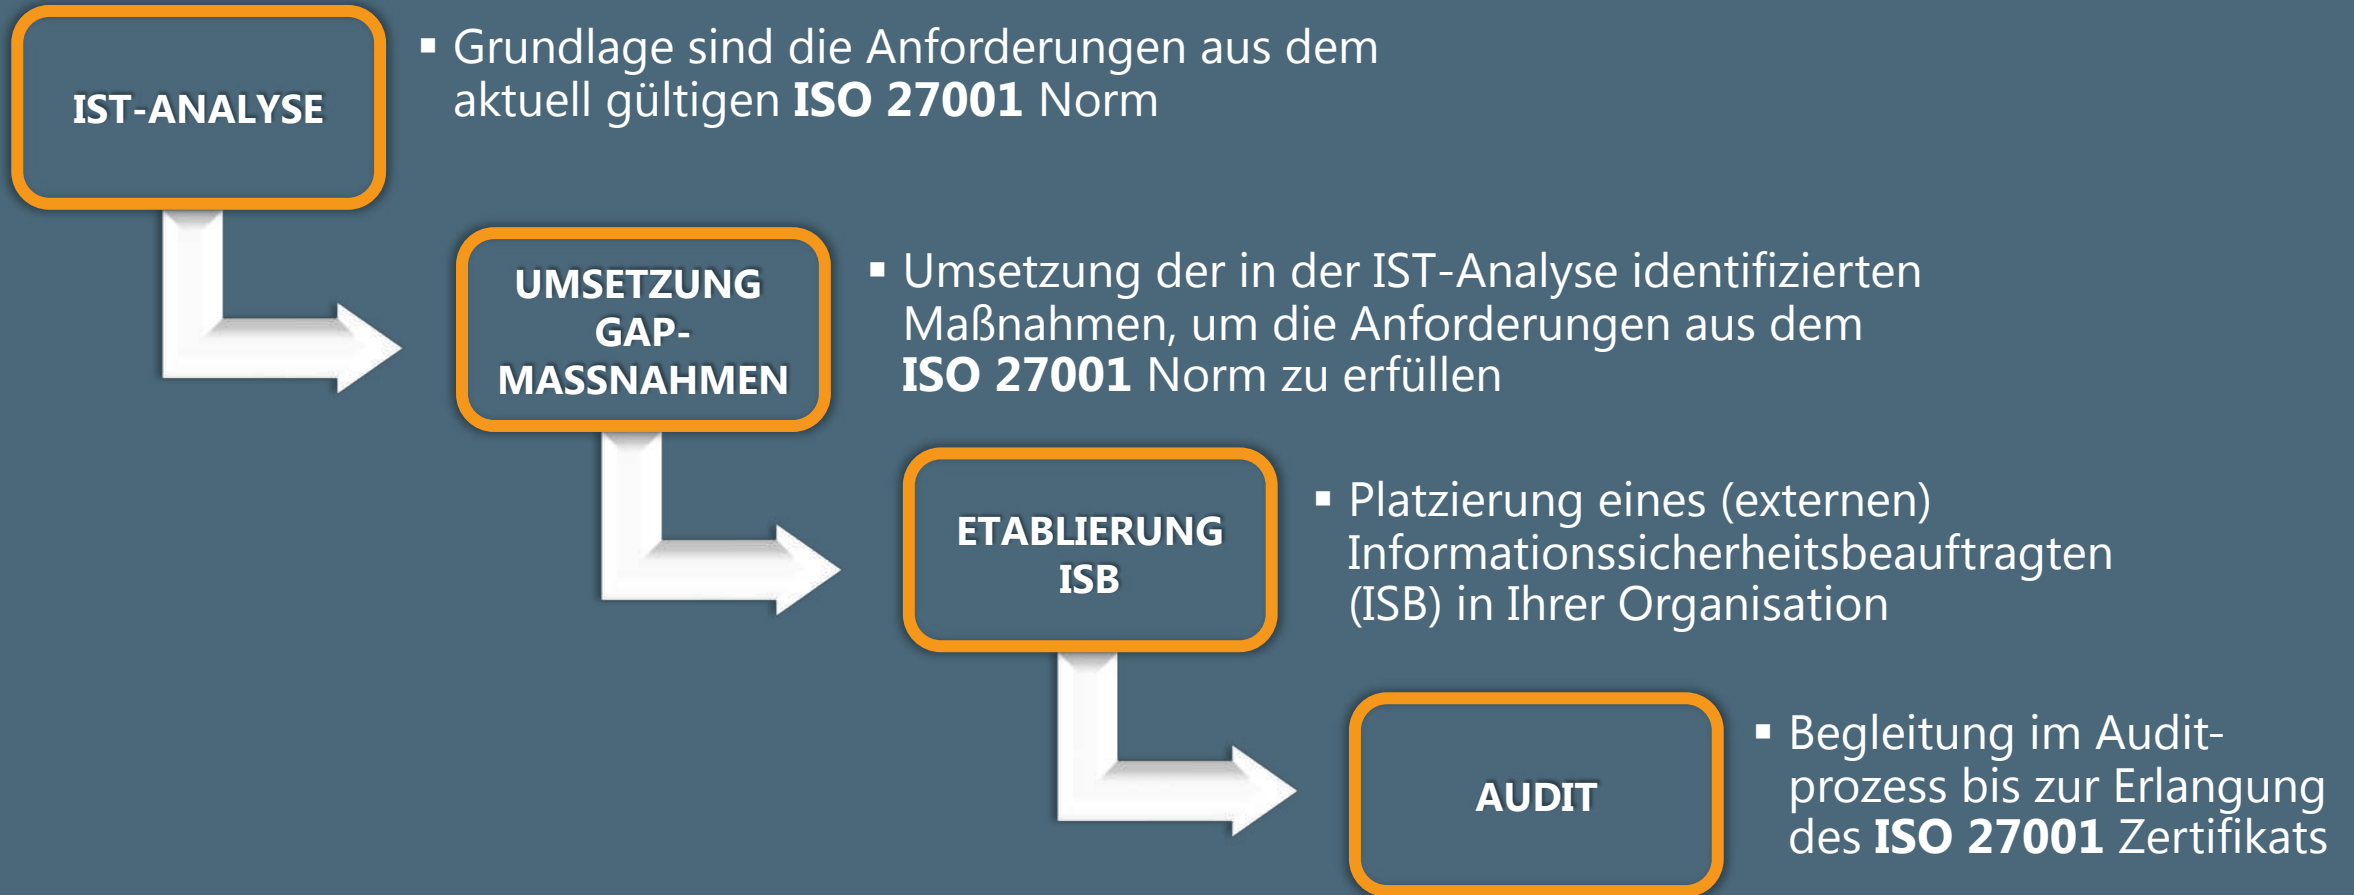 IST-ANALYSE
▪ Grundlage sind die Anforderungen aus dem
aktuell gültigen ISO 27001 Norm
UMSETZUNG
GAP-
MASSNAHMEN
▪ Umsetzung der in der IST-Analyse identifizierten
Maßnahmen, um die Anforderungen aus dem
ISO 27001 Norm zu erfüllen
ETABLIERUNG
ISB
▪ Platzierung eines (externen)
Informationssicherheitsbeauftragten
(ISB) in Ihrer Organisation
AUDIT
▪ Begleitung im Audit-
prozess bis zur Erlangung
des ISO 27001 Zertifikats